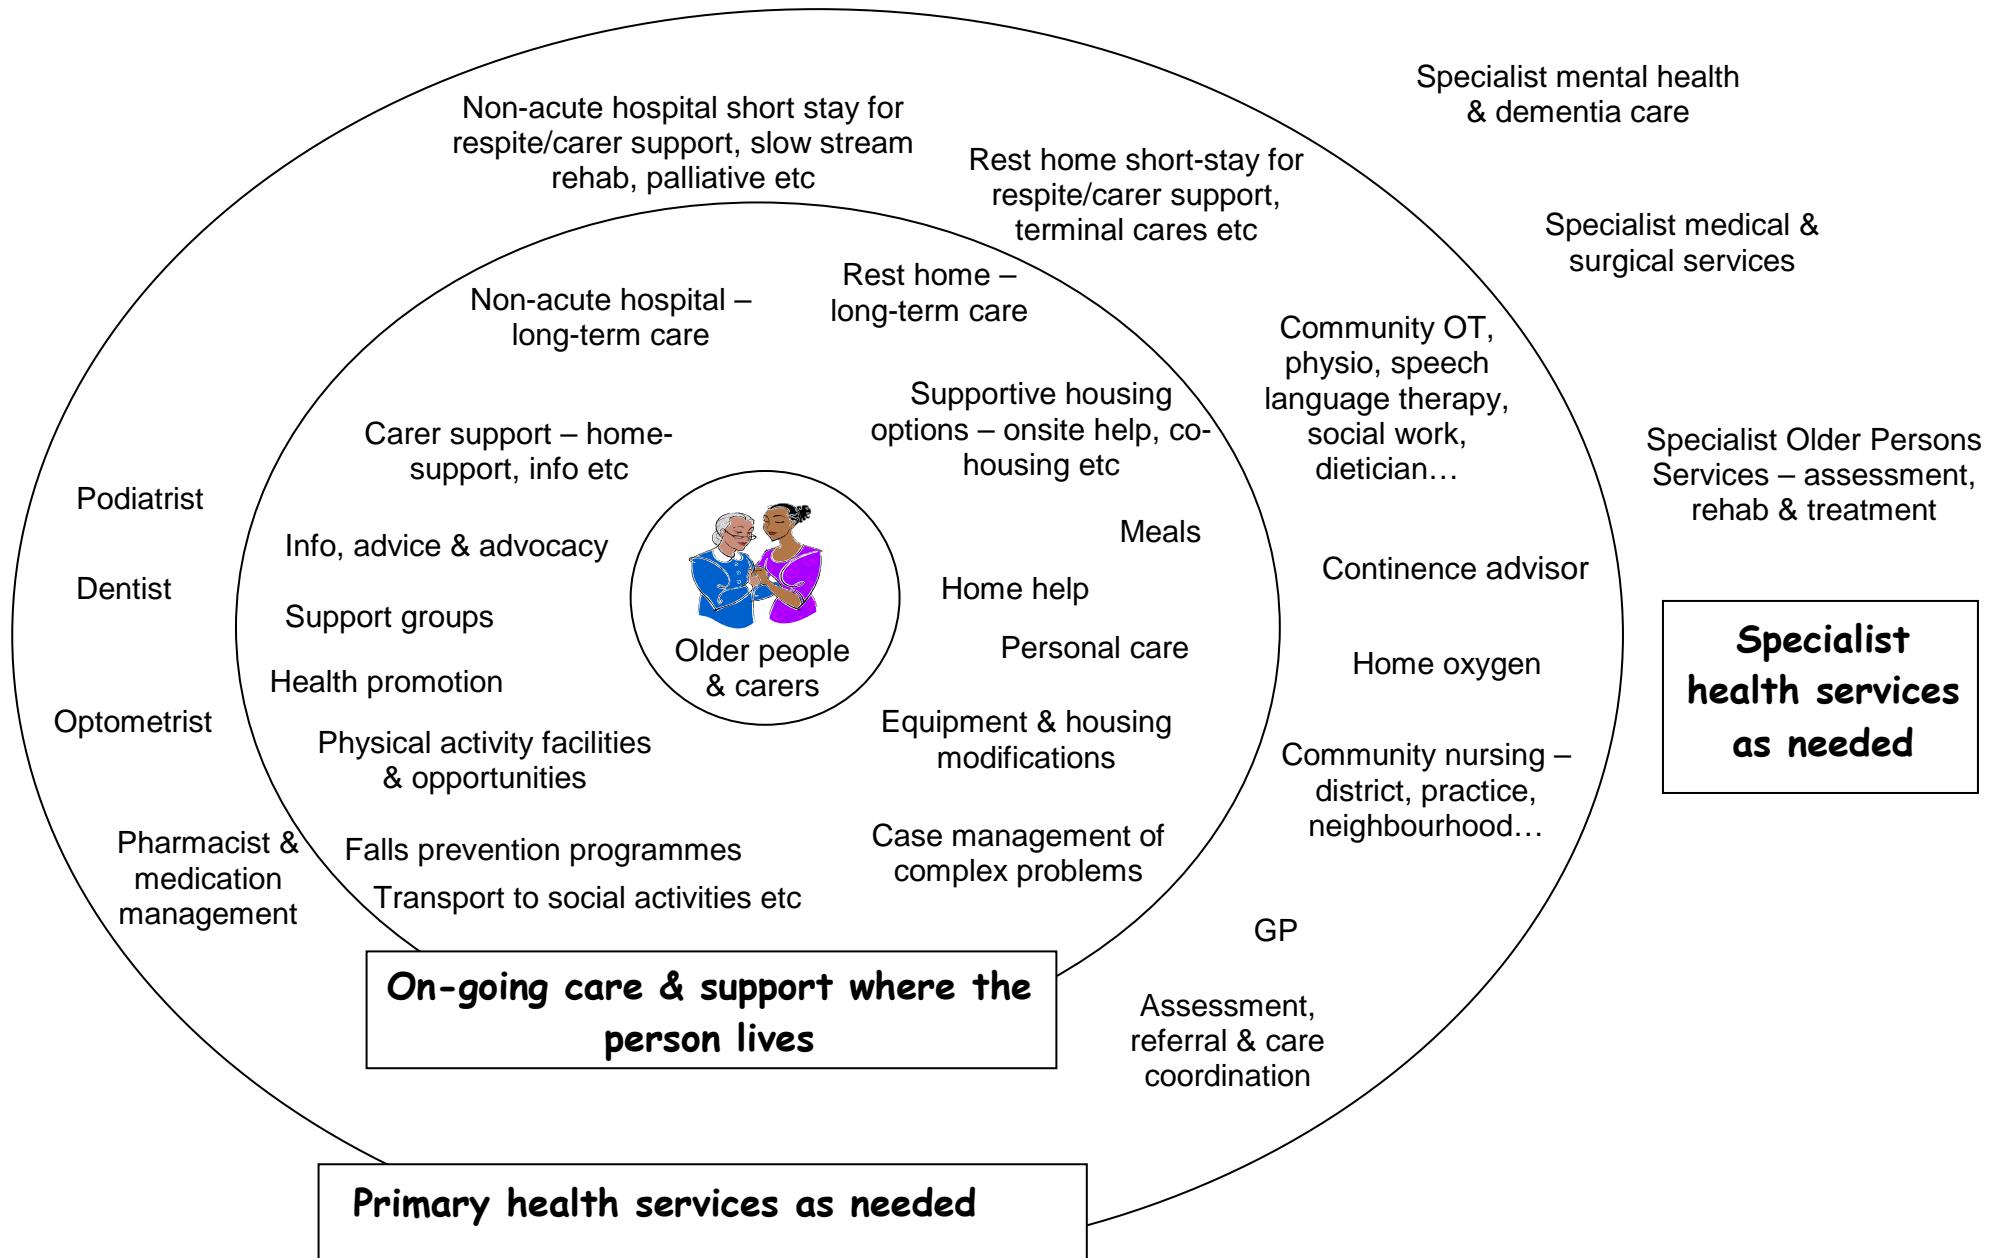 Specialist mental health
& dementia care
Non-acute hospital short stay for
respite/carer support, slow stream
rehab, palliative etc
Rest home short-stay for
respite/carer support,
terminal cares etc
Specialist medical &
surgical services
Rest home –
long-term care
Non-acute hospital –
long-term care
Community OT,
physio, speech
language therapy,
social work,
dietician…
Supportive housing
options – onsite help, co-
housing etc
Carer support – home-
support, info etc
Specialist Older Persons
Services – assessment,
rehab & treatment
Podiatrist
Info, advice & advocacy
Meals
Continence advisor
Dentist
Home help
Support groups
Older people
& carers
Personal care
Home oxygen
Specialist
health services
as needed
Health promotion
Optometrist
Physical activity facilities
& opportunities
Equipment & housing
modifications
Community nursing –
district, practice,
neighbourhood…
Pharmacist &
medication
management
Falls prevention programmes
Transport to social activities etc
Case management of
complex problems
GP
On-going care & support where the
person lives
Assessment,
referral & care
coordination
Primary health services as needed